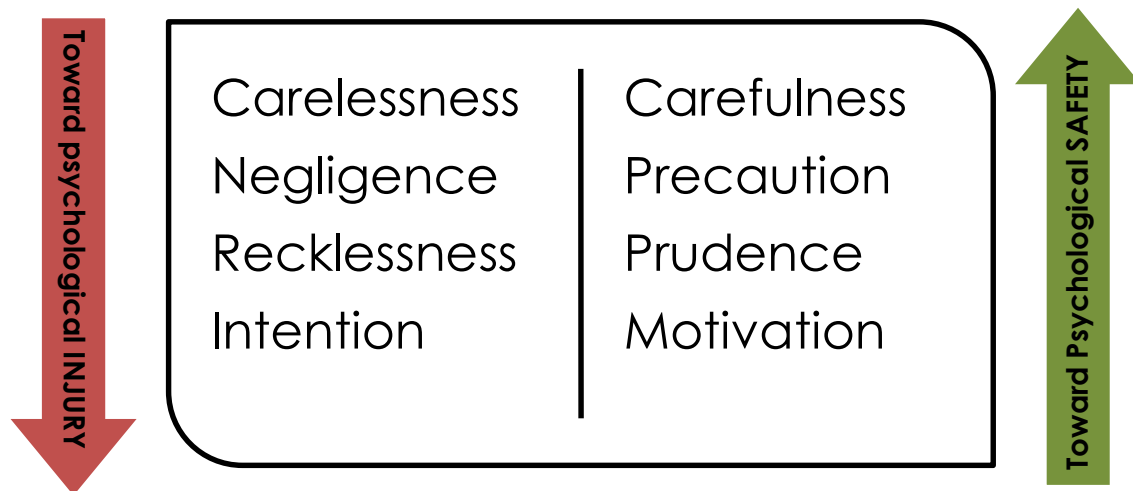 Toward psychological INJURY
Carelessness
Negligence
Recklessness
Intention
Carefulness
Precaution
Prudence
Motivation
Toward Psychological SAFETY